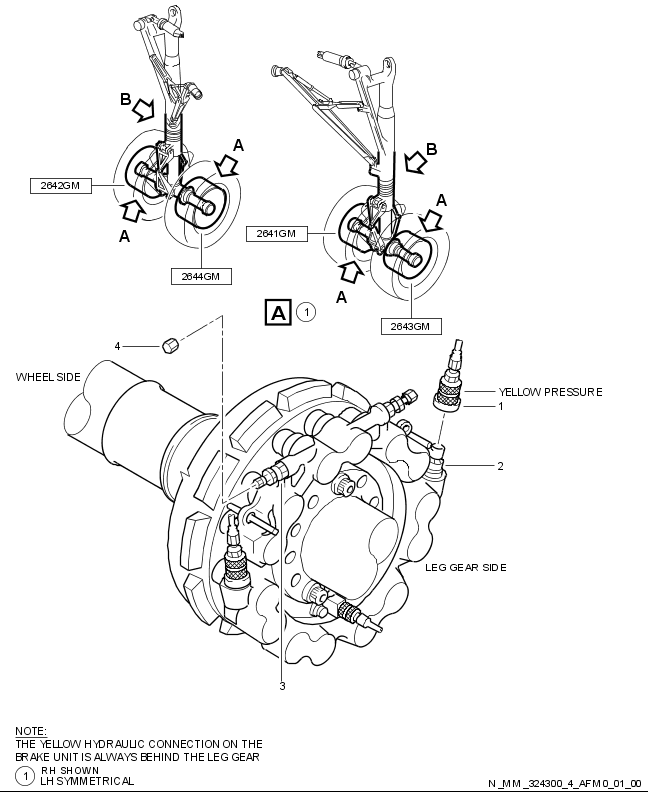 B
A
2642GM
A
2644GM
B
A
2641GM
A
2643GM
A 1
4
WHEEL SIDE
YELLOW PRESSURE
1
2
LEG GEAR SIDE
3
NOTE:
THE YELLOW HYDRAULIC CONNECTION ON THE
BRAKE UNIT IS ALWAYS BEHIND THE LEG GEAR
1 RH SHOWN
LH SYMMETRICAL
N_MM_324300_4_AFM0_01_00